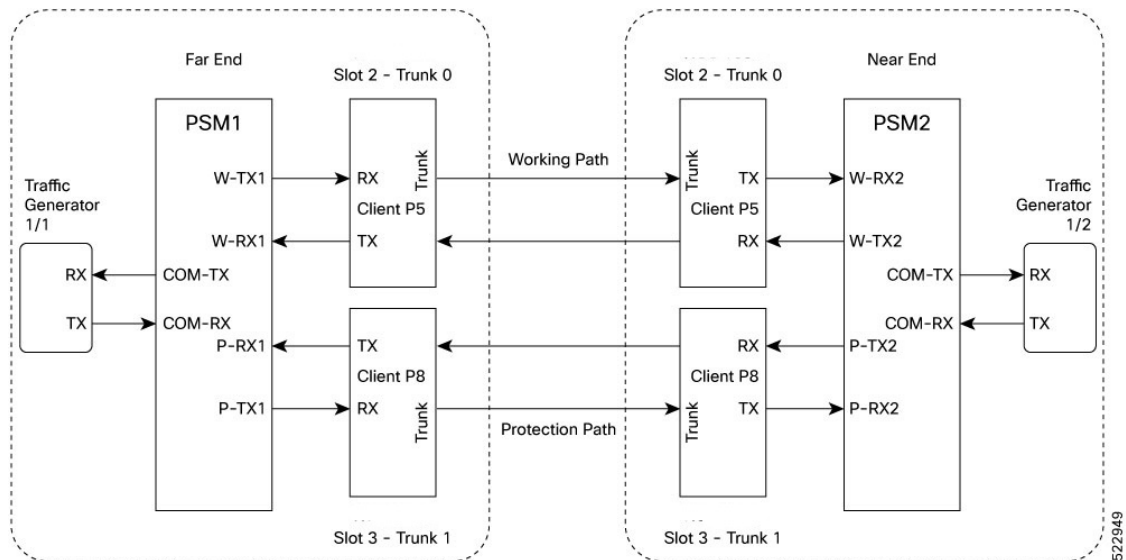 Far End
Near End
Slot 2 - Trunk 0
Slot 2 - Trunk 0
PSM1
PSM2
Traffic
Generator
1/1
Traffic
Generator
1/2
W-TX1
RX
Trunk
Client P5
TX
W-RX1
Working Path
Trunk
TX
Client P5
RX
W-RX2
W-TX2
RX
TX
COM-TX
COM-RX
COM-TX
COM-RX
RX
TX
P-RX1
TX
Client P8
RX
Trunk
P-TX1
Protection Path
RX
Client P8
TX
Trunk
P-TX2
P-RX2
Slot 3 - Trunk 1
Slot 3 - Trunk 1
522949